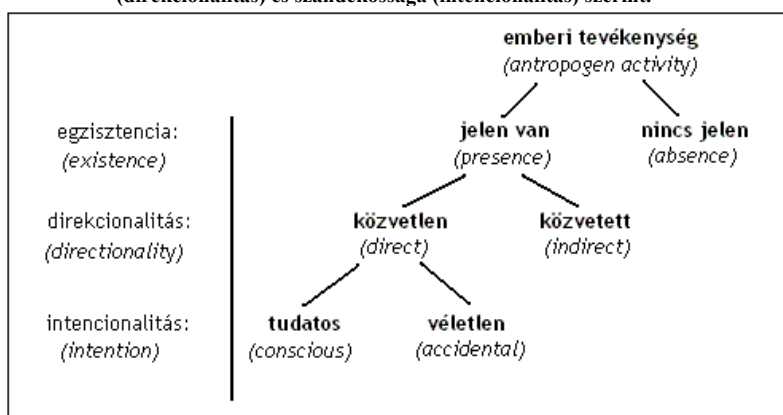 (direkcionalitás) és szándékossága (intencionalitás) szerint.
emberi tevékenység
(antropogen activity)
egzisztencia: jelen van nincs jelen
(existence) (presence) (absence)
direkcionalitás: közvetlen közvetett
(directionality) (direct) (indirect)
intencionalitás: tudatos véletlen
(intention) (conscious) (accidental)